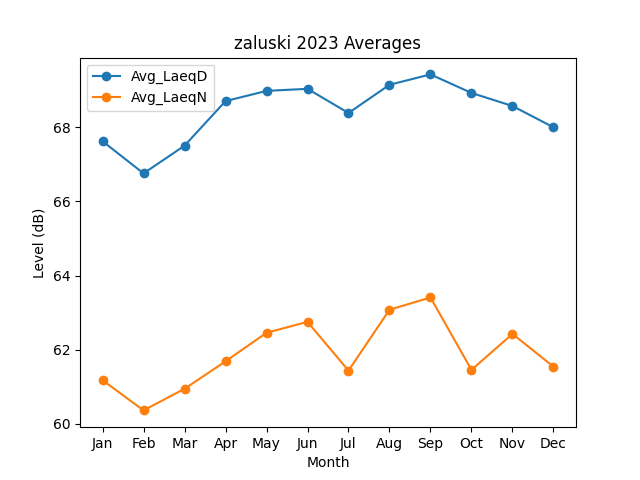 zaluski 2023 Averages
Avg_LaeqD
Avg_LaeqN
Level (dB)
68
66
64
62
60
Jan Feb Mar Apr May Jun Jul Aug Sep Oct Nov Dec
Month